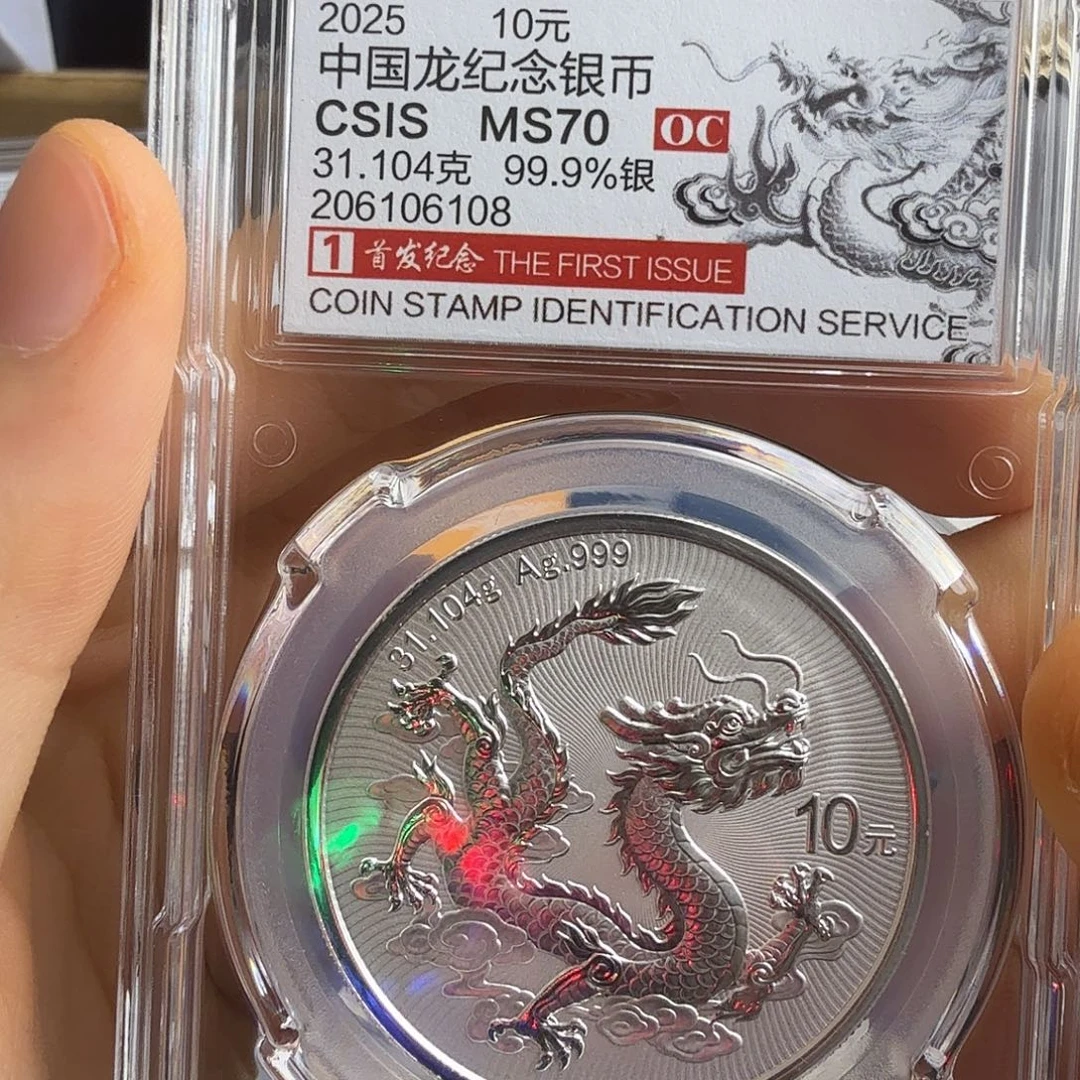 2025 10元
中国龙纪念银币
CSIS MS70 OC
31.104克 99.9%银
206106108
1 首发纪念 THE FIRST ISSUE
COIN STAMP IDENTIFICATION SERVICE
31.104g Ag.999
10元